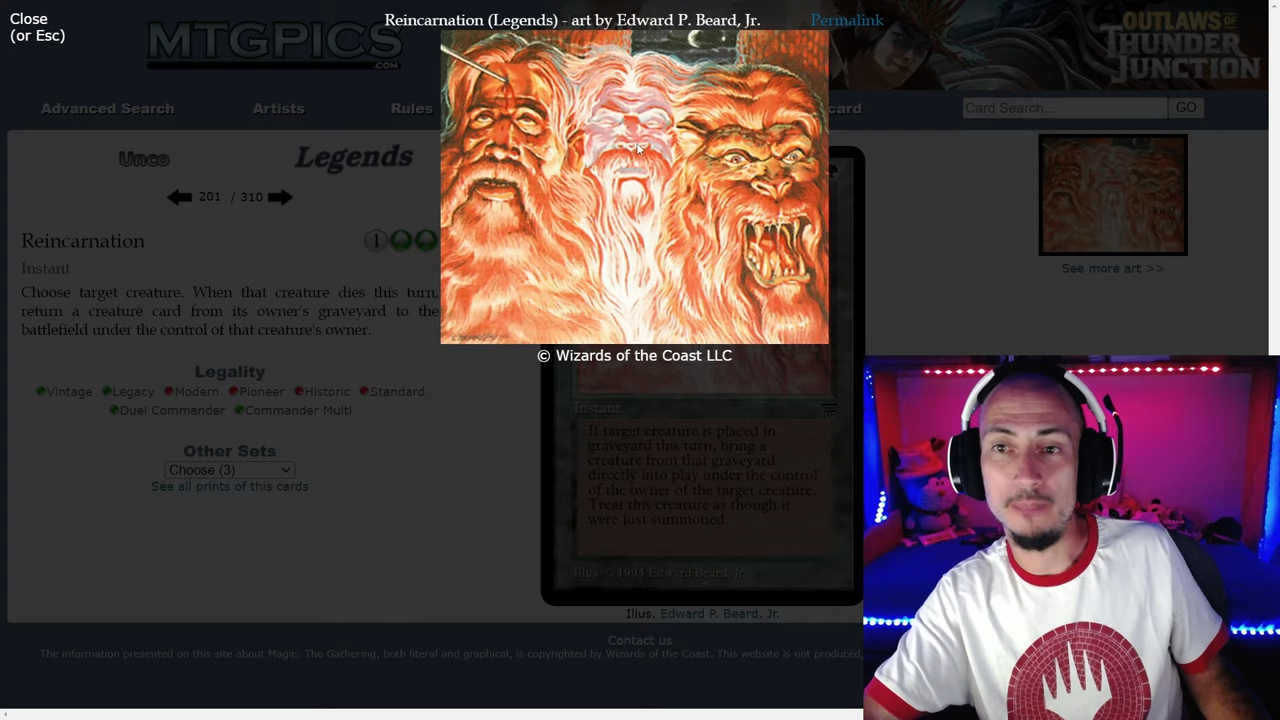 Close
(or Esc)
Reincarnation (Legends) - art by Edward P. Beard, Jr.
Permalink
MTGPICS
.COM
OUTLAWS OF
THUNDER
JUNCTION
Advanced Search
Artists
Rules
card
Card Search...
GO
Unco
Legends
201 / 310
Reincarnation
1
Instant
Choose target creature. When that creature dies this turn,
return a creature card from its owner's graveyard to the
battlefield under the control of that creature's owner.
Legality
Vintage Legacy Modern Pioneer Historic Standard
Duel Commander Commander Multi
Other Sets
Choose (3)
See all prints of this cards
© Wizards of the Coast LLC
Instant
If target creature is placed in
graveyard this turn, bring a
creature from that graveyard
directly into play under the control
of the owner of the target creature.
Treat this creature as though it
were just summoned.
Illus. © 1994 Edward Beard, Jr.
Illus. Edward P. Beard, Jr.
See more art >>
Contact us
The information presented on this site about Magic: The Gathering, both literal and graphical, is copyrighted by Wizards of the Coast. This website is not produced,